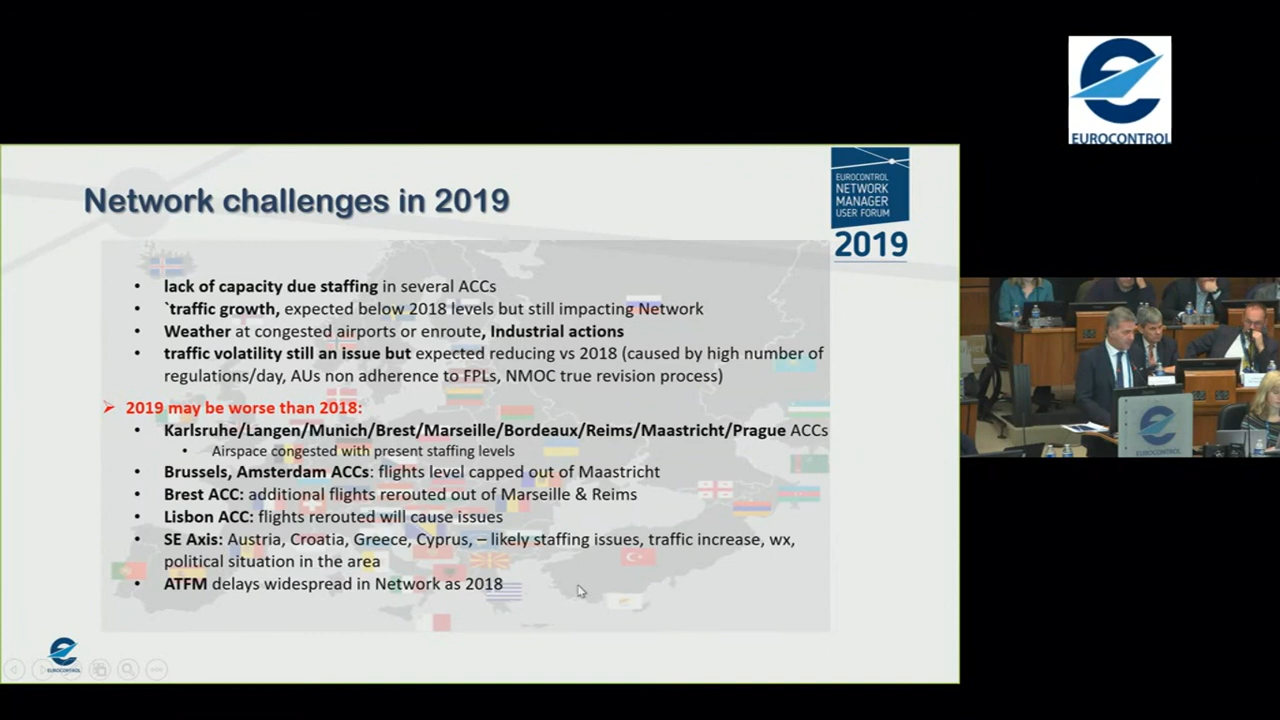 EUROCONTROL
Network challenges in 2019
EUROCONTROL
NETWORK
MANAGER
USER FORUM
2019
• lack of capacity due staffing in several ACCs
• `traffic growth, expected below 2018 levels but still impacting Network
• Weather at congested airports or enroute, Industrial actions
• traffic volatility still an issue but expected reducing vs 2018 (caused by high number of
regulations/day, AUs non adherence to FPLs, NMOC true revision process)
➢ 2019 may be worse than 2018:
• Karlsruhe/Langen/Munich/Brest/Marseille/Bordeaux/Reims/Maastricht/Prague ACCs
• Airspace congested with present staffing levels
• Brussels, Amsterdam ACCs: flights level capped out of Maastricht
• Brest ACC: additional flights rerouted out of Marseille & Reims
• Lisbon ACC: flights rerouted will cause issues
• SE Axis: Austria, Croatia, Greece, Cyprus, – likely staffing issues, traffic increase, wx,
political situation in the area
• ATFM delays widespread in Network as 2018
EUROCONTROL
EUROCONTROL